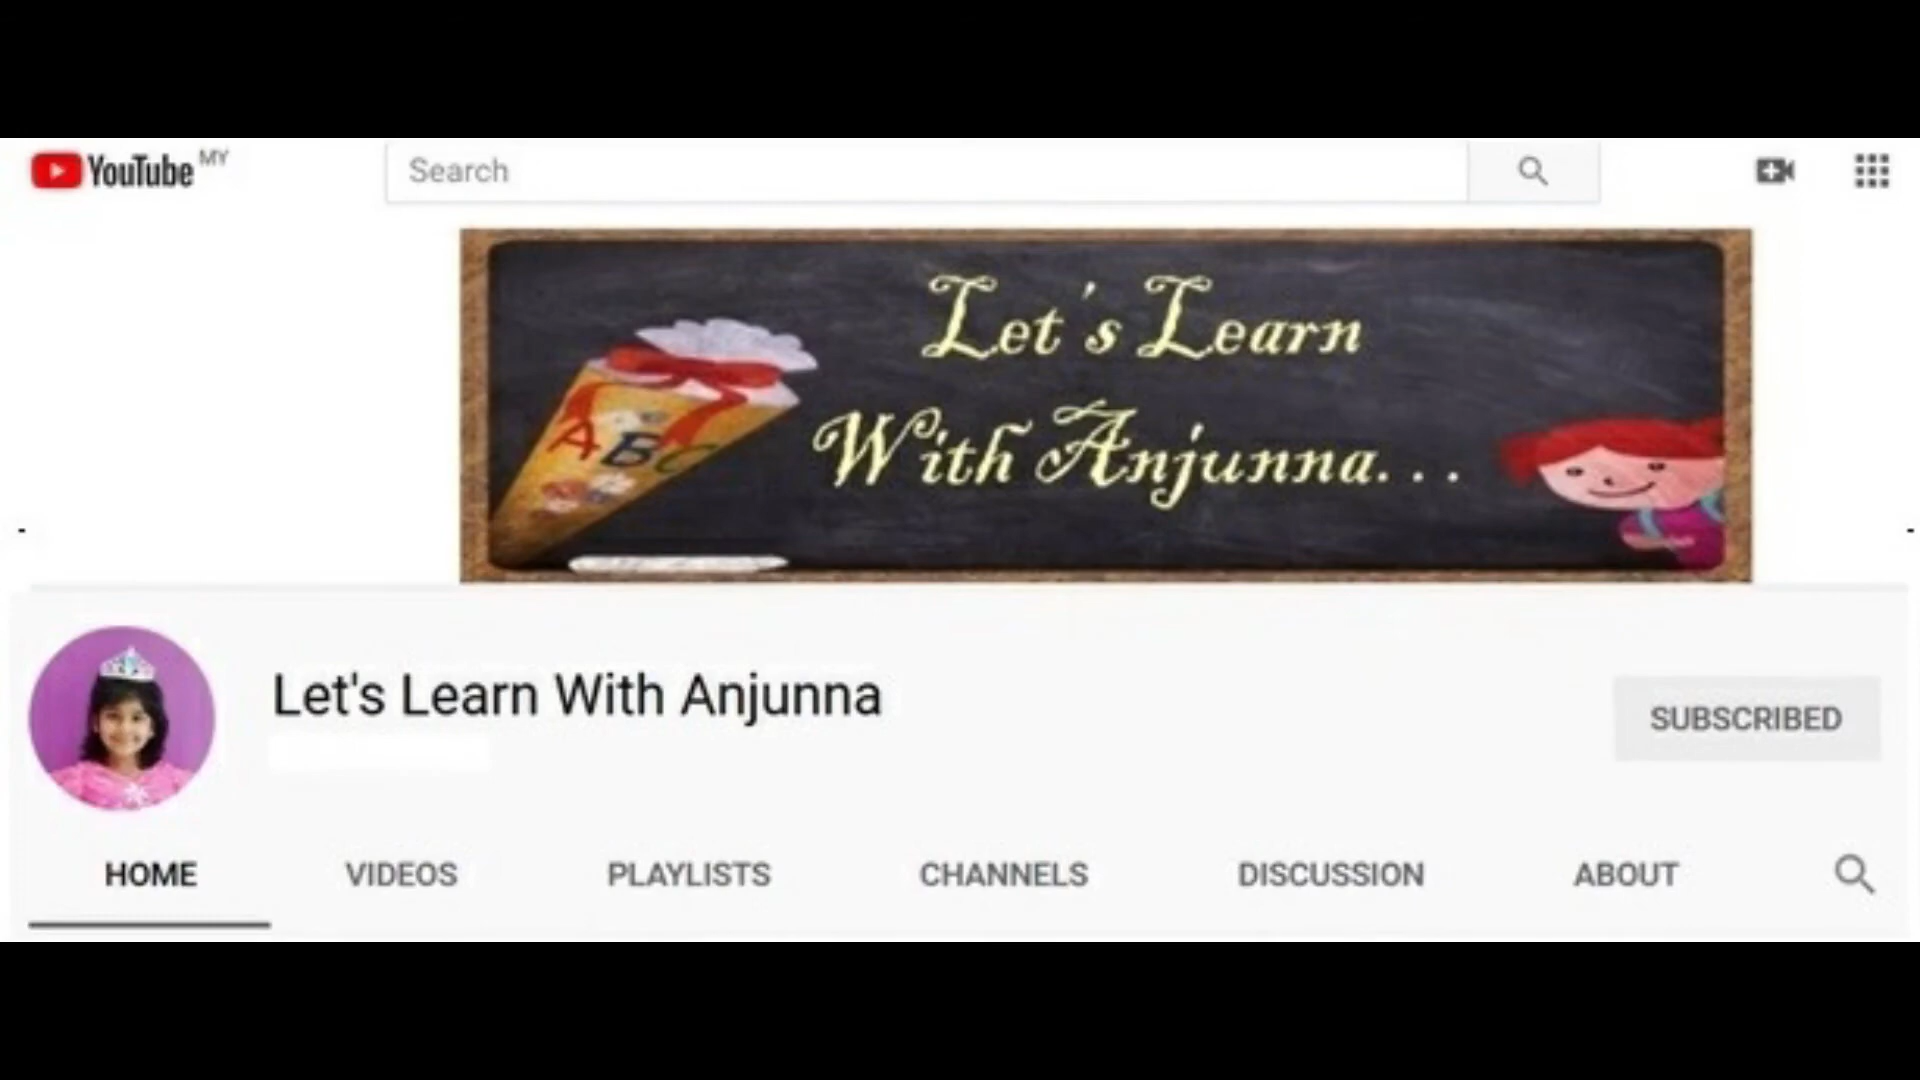 YouTube MY
Search
Let's Learn
With Anjunna...
ABC
Let's Learn With Anjunna
SUBSCRIBED
HOME VIDEOS PLAYLISTS CHANNELS DISCUSSION ABOUT